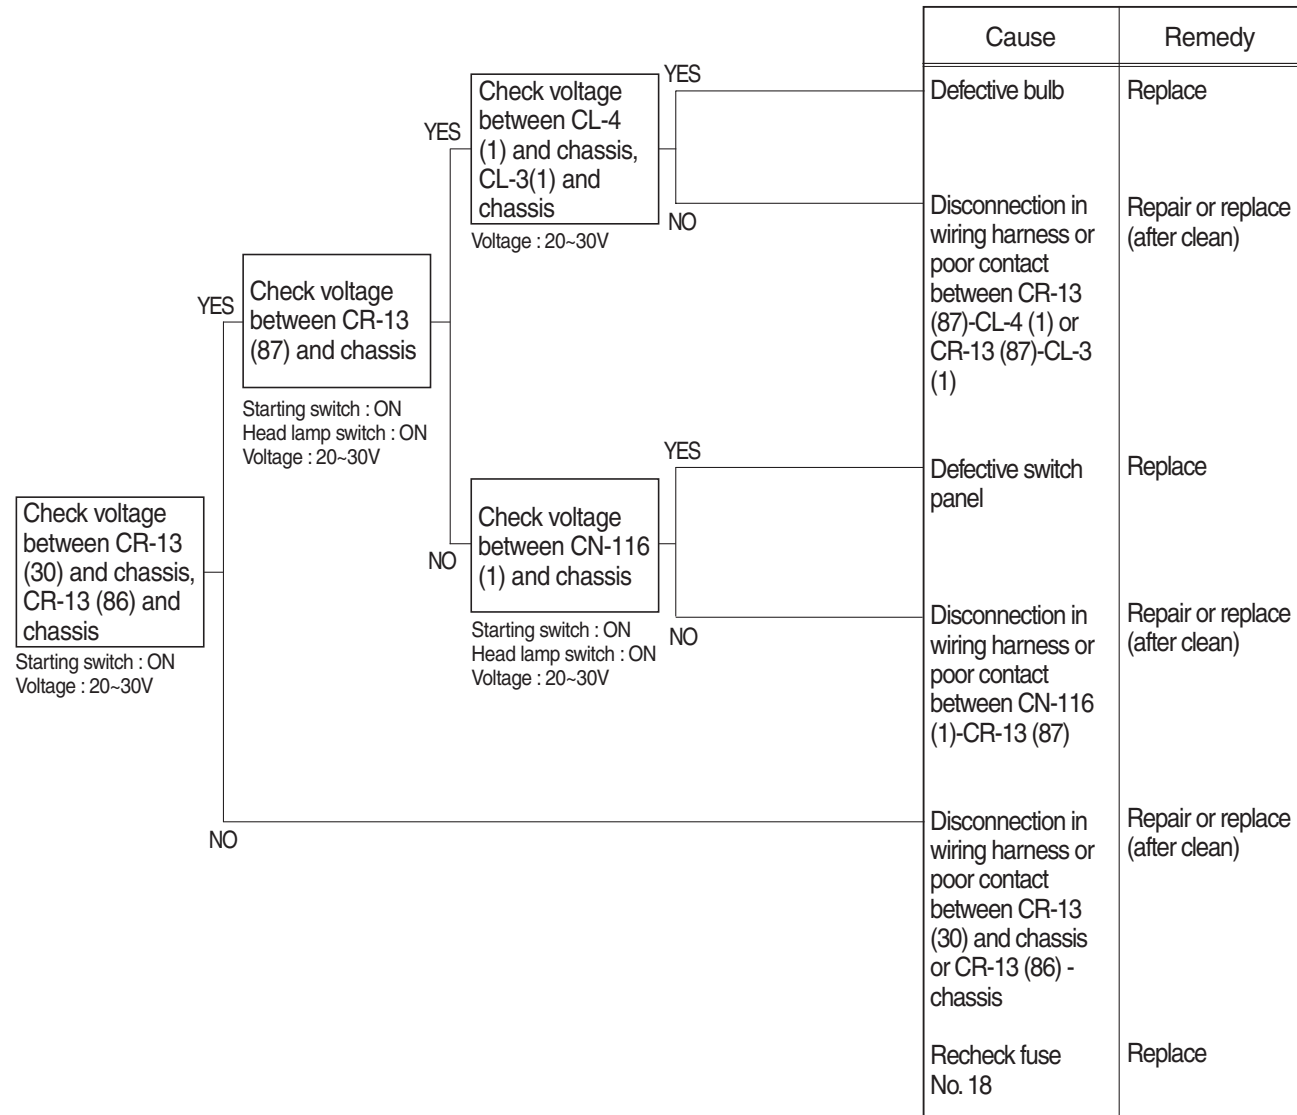 Cause
Remedy
YES
Check voltage
between CL-4
(1) and chassis,
CL-3(1) and
chassis
Voltage : 20~30V
YES
NO
Defective bulb
Replace
Disconnection in
wiring harness or
poor contact
between CR-13
(87)-CL-4 (1) or
CR-13 (87)-CL-3
(1)
Repair or replace
(after clean)
YES
Check voltage
between CR-13
(87) and chassis
Starting switch : ON
Head lamp switch : ON
Voltage : 20~30V
NO
Check voltage
between CN-116
(1) and chassis
Starting switch : ON
Head lamp switch : ON
Voltage : 20~30V
YES
NO
Defective switch
panel
Replace
Disconnection in
wiring harness or
poor contact
between CN-116
(1)-CR-13 (87)
Repair or replace
(after clean)
Check voltage
between CR-13
(30) and chassis,
CR-13 (86) and
chassis
Starting switch : ON
Voltage : 20~30V
NO
Disconnection in
wiring harness or
poor contact
between CR-13
(30) and chassis
or CR-13 (86) -
chassis
Repair or replace
(after clean)
Recheck fuse
No. 18
Replace